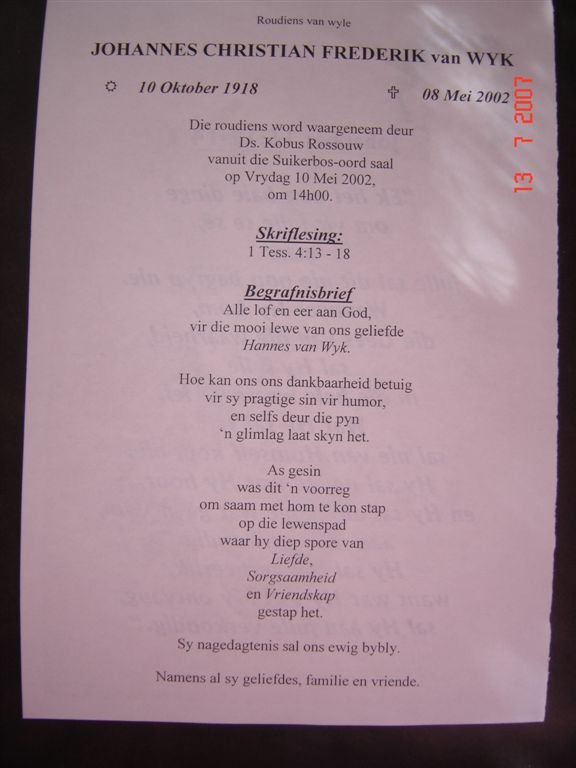 Roudiens van wyle
JOHANNES CHRISTIAN FREDERIK van WYK
10 Oktober 1918
08 Mei 2002
13 7 2007
Die roudiens word waargeneem deur
Ds. Kobus Rossouw
vanuit die Suikerbos-oord saal
op Vrydag 10 Mei 2002,
om 14h00.
Skriflesing:
1 Tess. 4:13 - 18
Begrafnisbrief
Alle lof en eer aan God,
vir die mooi lewe van ons geliefde
Hannes van Wyk.
Hoe kan ons ons dankbaarheid betuig
vir sy pragtige sin vir humor,
en selfs deur die pyn
‘n glimlag laat skyn het.
As gesin
was dit ‘n voorreg
om saam met hom te kon stap
op die lewenspad
waar hy diep spore van
Liefde,
Sorgsaamheid
en Vriendskap
gestap het.
Sy nagedagtenis sal ons ewig bybly.
Namens al sy geliefdes, familie en vriende.